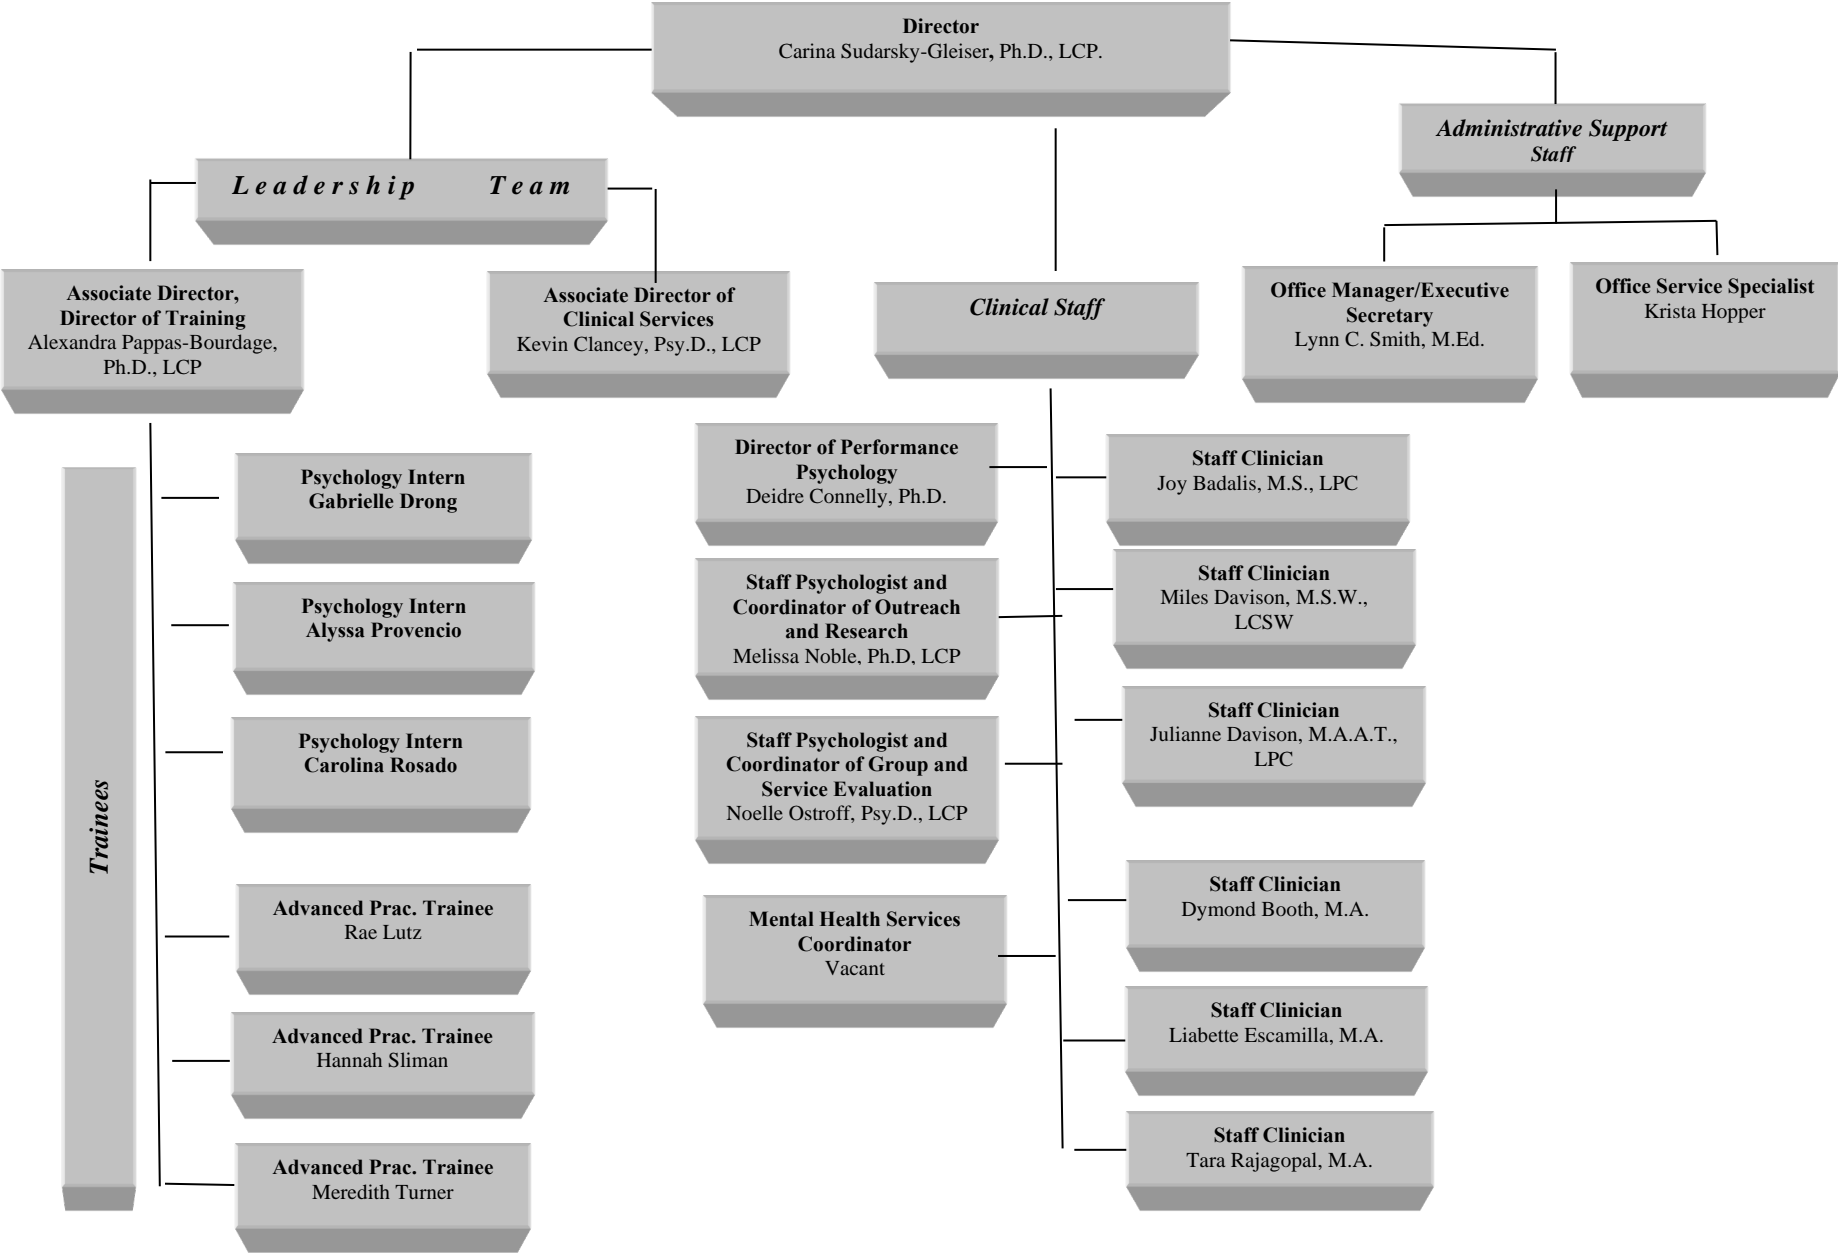 Director
Carina Sudarsky-Gleiser, Ph.D., LCP.
Administrative Support
Staff
Leadership Team
Associate Director,
Director of Training
Alexandra Pappas-Bourdage,
Ph.D., LCP
Associate Director of
Clinical Services
Kevin Clancey, Psy.D., LCP
Clinical Staff
Office Manager/Executive
Secretary
Lynn C. Smith, M.Ed.
Office Service Specialist
Krista Hopper
Trainees
Psychology Intern
Gabrielle Drong
Psychology Intern
Alyssa Provencio
Psychology Intern
Carolina Rosado
Advanced Prac. Trainee
Rae Lutz
Advanced Prac. Trainee
Hannah Sliman
Advanced Prac. Trainee
Meredith Turner
Director of Performance
Psychology
Deidre Connelly, Ph.D.
Staff Psychologist and
Coordinator of Outreach
and Research
Melissa Noble, Ph.D, LCP
Staff Psychologist and
Coordinator of Group and
Service Evaluation
Noelle Ostroff, Psy.D., LCP
Mental Health Services
Coordinator
Vacant
Staff Clinician
Joy Badalis, M.S., LPC
Staff Clinician
Miles Davison, M.S.W.,
LCSW
Staff Clinician
Julianne Davison, M.A.A.T.,
LPC
Staff Clinician
Dymond Booth, M.A.
Staff Clinician
Liabette Escamilla, M.A.
Staff Clinician
Tara Rajagopal, M.A.